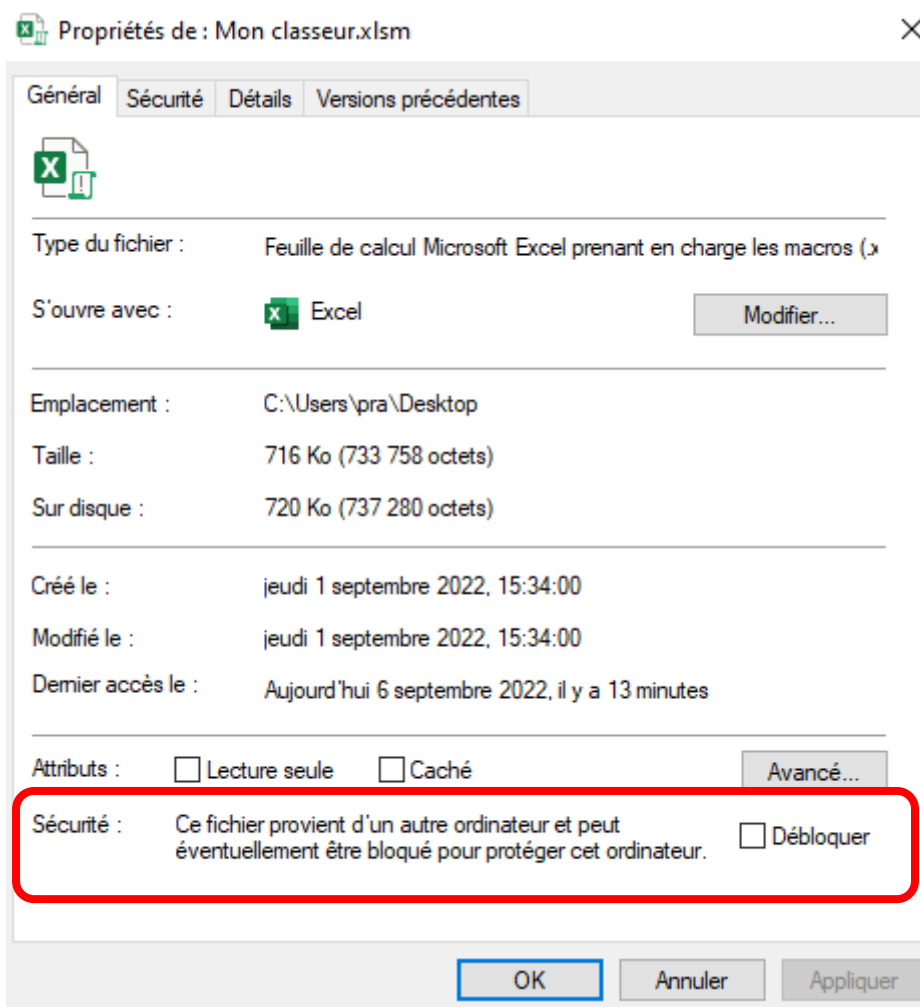 Propriétés de : Mon classeur.xlsm
Général Sécurité Détails Versions précédentes
Type du fichier : Feuille de calcul Microsoft Excel prenant en charge les macros (.x
S'ouvre avec : Excel Modifier...
Emplacement : C:\Users\pra\Desktop
Taille : 716 Ko (733 758 octets)
Sur disque : 720 Ko (737 280 octets)
Créé le : jeudi 1 septembre 2022, 15:34:00
Modifié le : jeudi 1 septembre 2022, 15:34:00
Dernier accès le : Aujourd'hui 6 septembre 2022, il y a 13 minutes
Attributs : Lecture seule Caché Avancé...
Sécurité : Ce fichier provient d'un autre ordinateur et peut
éventuellement être bloqué pour protéger cet ordinateur. Débloquer
OK Annuler Appliquer